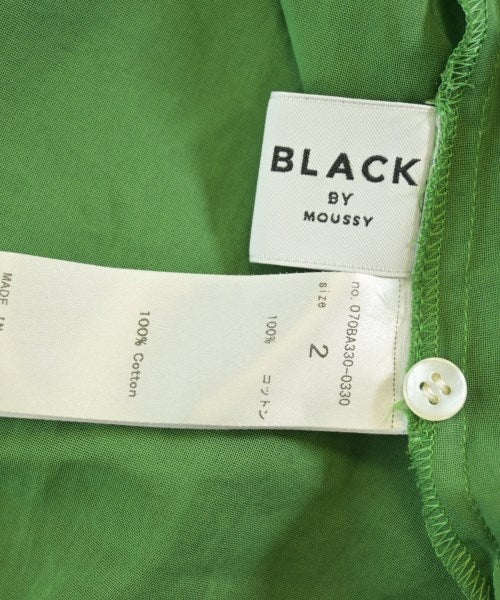 BLACK
BY
MOUSSY
no. 070BA330-0330
size 2
100% コットン
100% Cotton
MADE IN